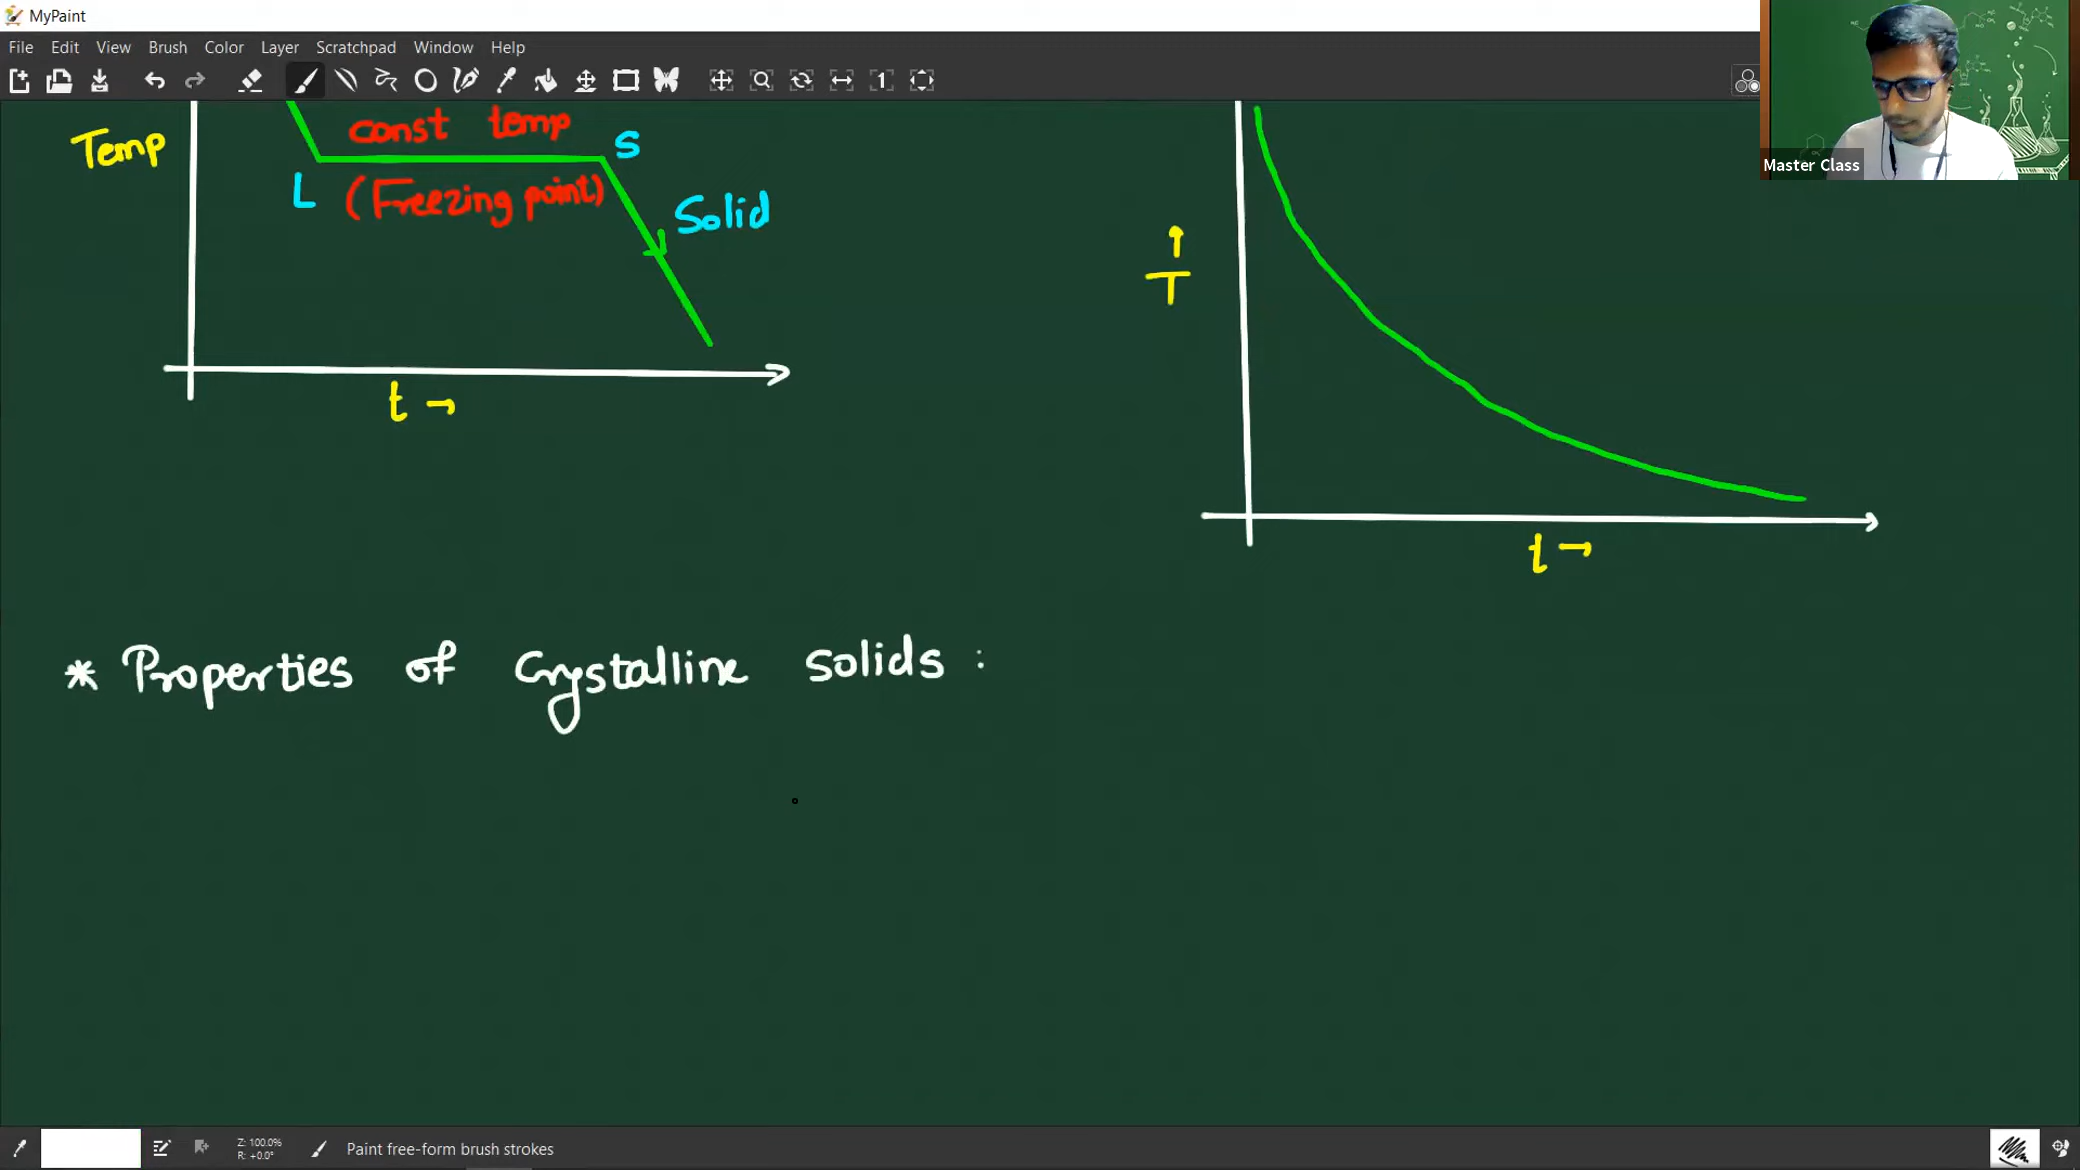 MyPaint
File Edit View Brush Color Layer Scratchpad Window Help
1
Master Class
Temp
const temp
S
L
(Freezing point)
Solid
t →
↑
T
t →
* Properties of Crystalline solids :
Z: 100.0%
R: +0.0°
Paint free-form brush strokes